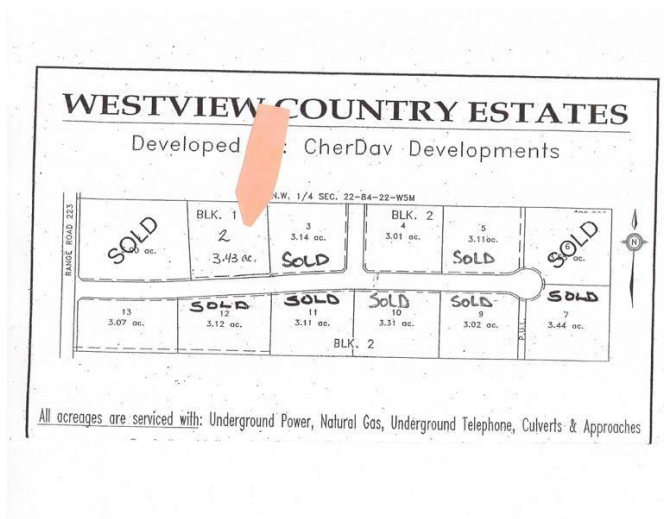 WESTVIEW COUNTRY ESTATES
Developed : CherDav Developments
N.W. 1/4 SEC. 22-84-22-W5M
RANGE ROAD 223
SOLD
ac.
BLK. 1
2
3.43 ac.
3
3.14 ac.
SOLD
BLK. 2
4
3.01 ac.
5
3.11 ac.
SOLD
SOLD
6
ac.
13
3.07 ac.
SOLD
12
3.12 ac.
SOLD
11
3.11 ac.
SOLD
10
3.31 ac.
SOLD
9
3.02 ac.
P.U.L.
SOLD
7
3.44 ac.
BLK. 2
N
All acreages are serviced with: Underground Power, Natural Gas, Underground Telephone, Culverts & Approaches